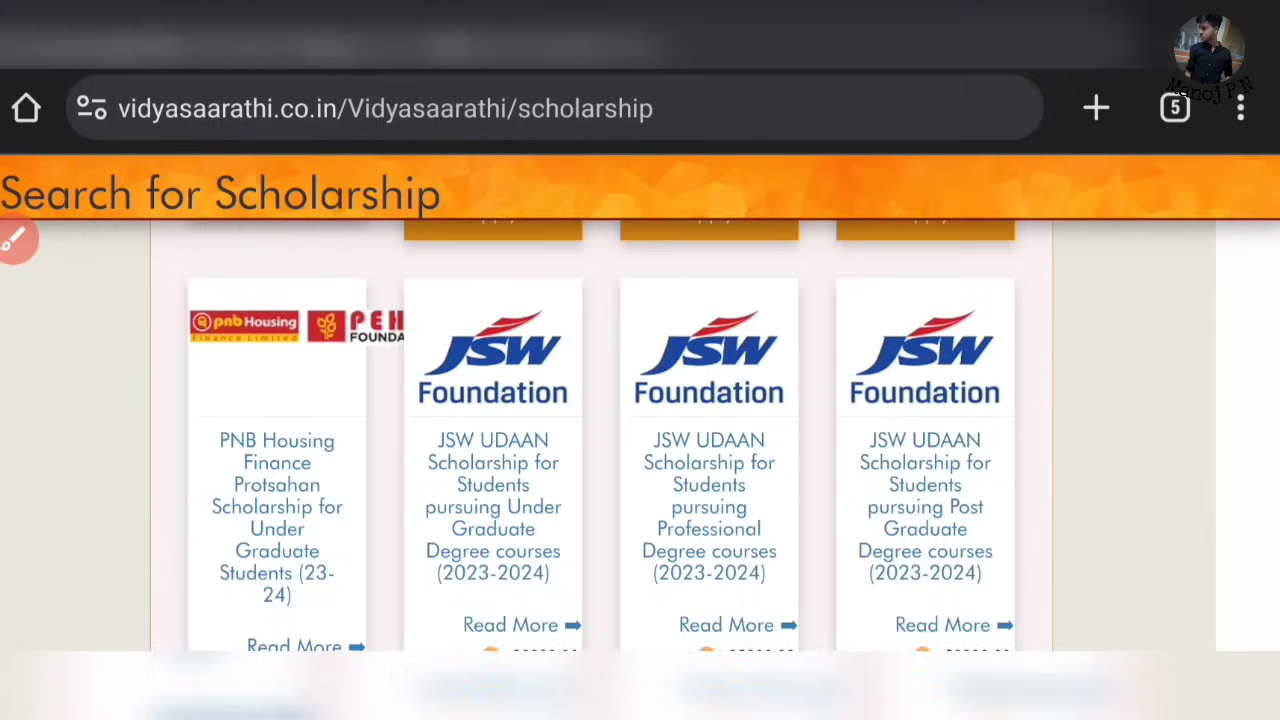 Manoj P N
vidyasaarathi.co.in/Vidyasaarathi/scholarship
5
Search for Scholarship
pnb Housing
Finance Limited
PEH
FOUNDA
JSW
Foundation
JSW
Foundation
JSW
Foundation
PNB Housing
Finance
Protsahan
Scholarship for
Under
Graduate
Students (23-
24)
Read More
JSW UDAAN
Scholarship for
Students
pursuing Under
Graduate
Degree courses
(2023-2024)
Read More
JSW UDAAN
Scholarship for
Students
pursuing
Professional
Degree courses
(2023-2024)
Read More
JSW UDAAN
Scholarship for
Students
pursuing Post
Graduate
Degree courses
(2023-2024)
Read More